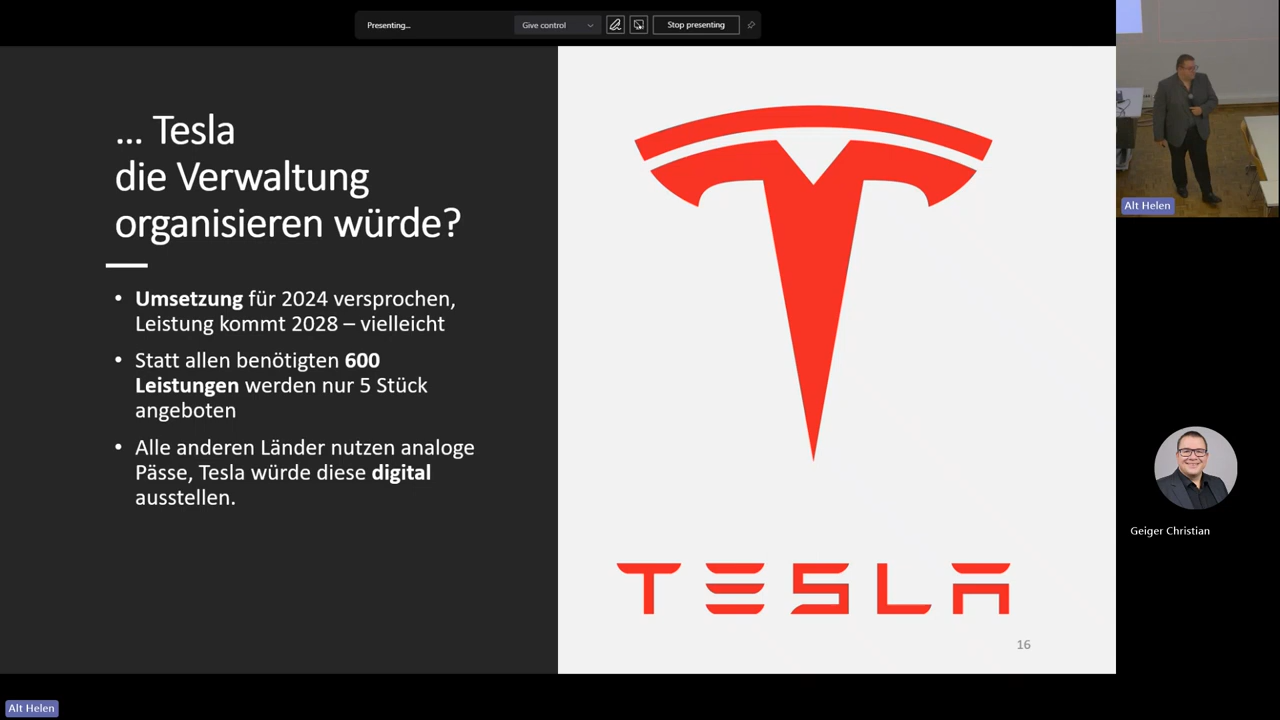 Presenting...
Give control
Stop presenting
... Tesla
die Verwaltung
organisieren würde?
• Umsetzung für 2024 versprochen,
Leistung kommt 2028 – vielleicht
• Statt allen benötigten 600
Leistungen werden nur 5 Stück
angeboten
• Alle anderen Länder nutzen analoge
Pässe, Tesla würde diese digital
ausstellen.
TESLA
16
Alt Helen
Geiger Christian
Alt Helen